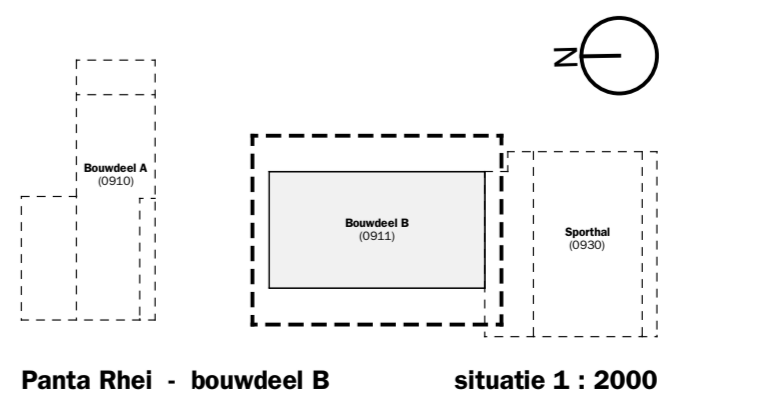 N
Bouwdeel A
(0910)
Bouwdeel B
(0911)
Sporthal
(0930)
Panta Rhei - bouwdeel B
situatie 1 : 2000